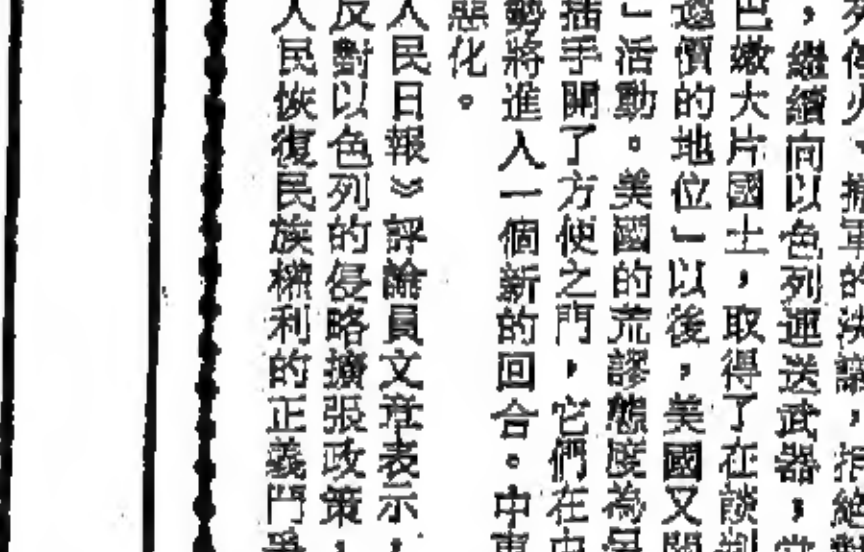 停火、撤軍的決議，拒絕
，繼續向以色列運送武器，當
巴嫩大片國土，取得了在談判
還價的地位」以後，美國又開
」活動。美國的荒謬態度為
插手開了方便之門，它們在中
勢將進入一個新的回合。中東
惡化。
人民日報》評論員文章表示，
反對以色列的侵略擴張政策，
人民恢復民族權利的正義鬥爭